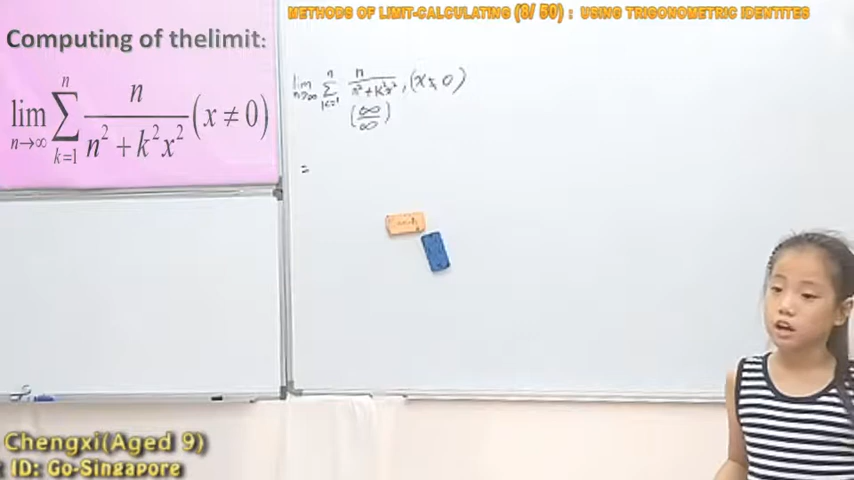 METHODS OF LIMIT-CALCULATING (8/ 50) : USING TRIGONOMETRIC IDENTITES
Computing of thelimit:
lim n→∞ ∑ k=1 n n / (n² + k²x²) (x ≠ 0)
lim n→∞ ∑ k=1 n n / (n² + k²x²) , (x ≠ 0)
(∞/∞)
=
Chengxi(Aged 9)
: ID: Go-Singapore